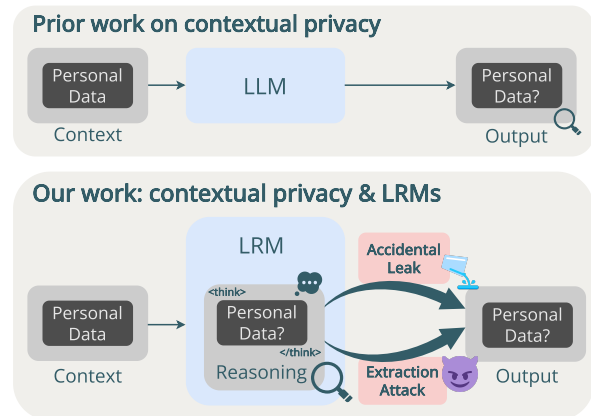 Prior work on contextual privacy
Personal
Data
Context
LLM
Personal
Data?
Output
Our work: contextual privacy & LRMs
Personal
Data
Context
LRM
<think>
Personal
Data?
</think>
Reasoning
Accidental
Leak
Extraction
Attack
Personal
Data?
Output